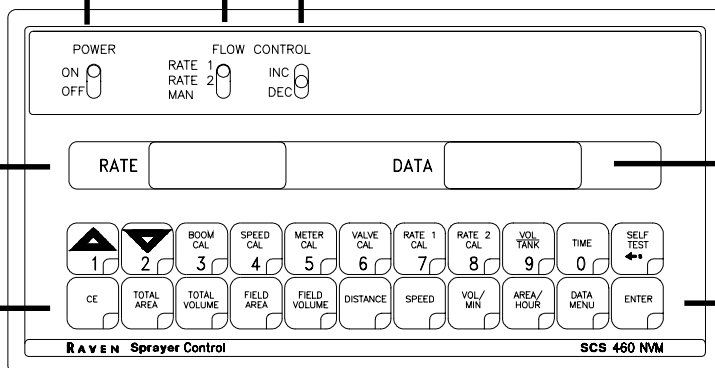 POWER
ON
OFF
FLOW CONTROL
RATE 1
RATE 2
MAN
INC
DEC
RATE
DATA
1
2
BOOM CAL 3
SPEED CAL 4
METER CAL 5
VALVE CAL 6
RATE 1 CAL 7
RATE 2 CAL 8
VOL TANK 9
TIME 0
SELF TEST
CE
TOTAL AREA
TOTAL VOLUME
FIELD AREA
FIELD VOLUME
DISTANCE
SPEED
VOL/ MIN
AREA/ HOUR
DATA MENU
ENTER
RAVEN Sprayer Control
SCS 460 NVM